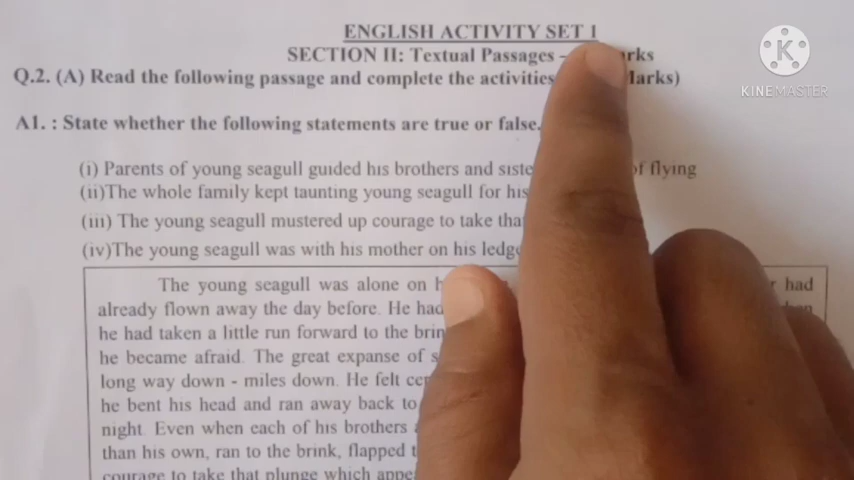 ENGLISH ACTIVITY SET 1
SECTION II: Textual Passages - rks
Q.2. (A) Read the following passage and complete the activities arks)
A1. : State whether the following statements are true or false.
(i) Parents of young seagull guided his brothers and siste of flying
(ii)The whole family kept taunting young seagull for his
(iii) The young seagull mustered up courage to take tha
(iv)The young seagull was with his mother on his ledg
The young seagull was alone on had
already flown away the day before. He had
he had taken a little run forward to the brin
he became afraid. The great expanse of s
long way down - miles down. He felt cer
he bent his head and ran away back to
night. Even when each of his brothers
than his own, ran to the brink, flapped
courage to take that plunge which appe
KINEMASTER